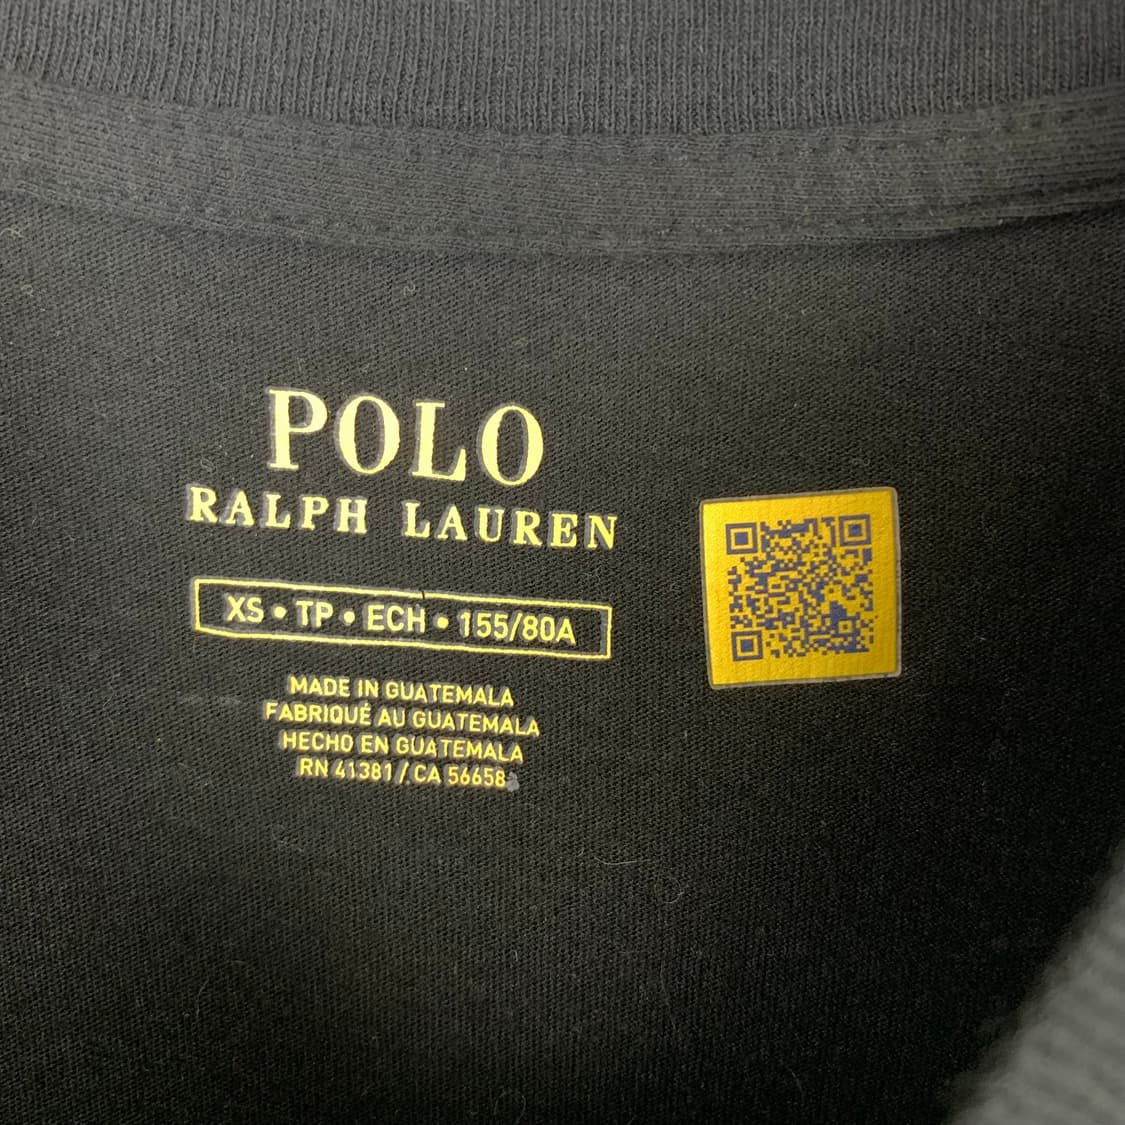 POLO
RALPH LAUREN
XS • TP • ECH • 155/80A
MADE IN GUATEMALA
FABRIQUÉ AU GUATEMALA
HECHO EN GUATEMALA
RN 41381 / CA 56658